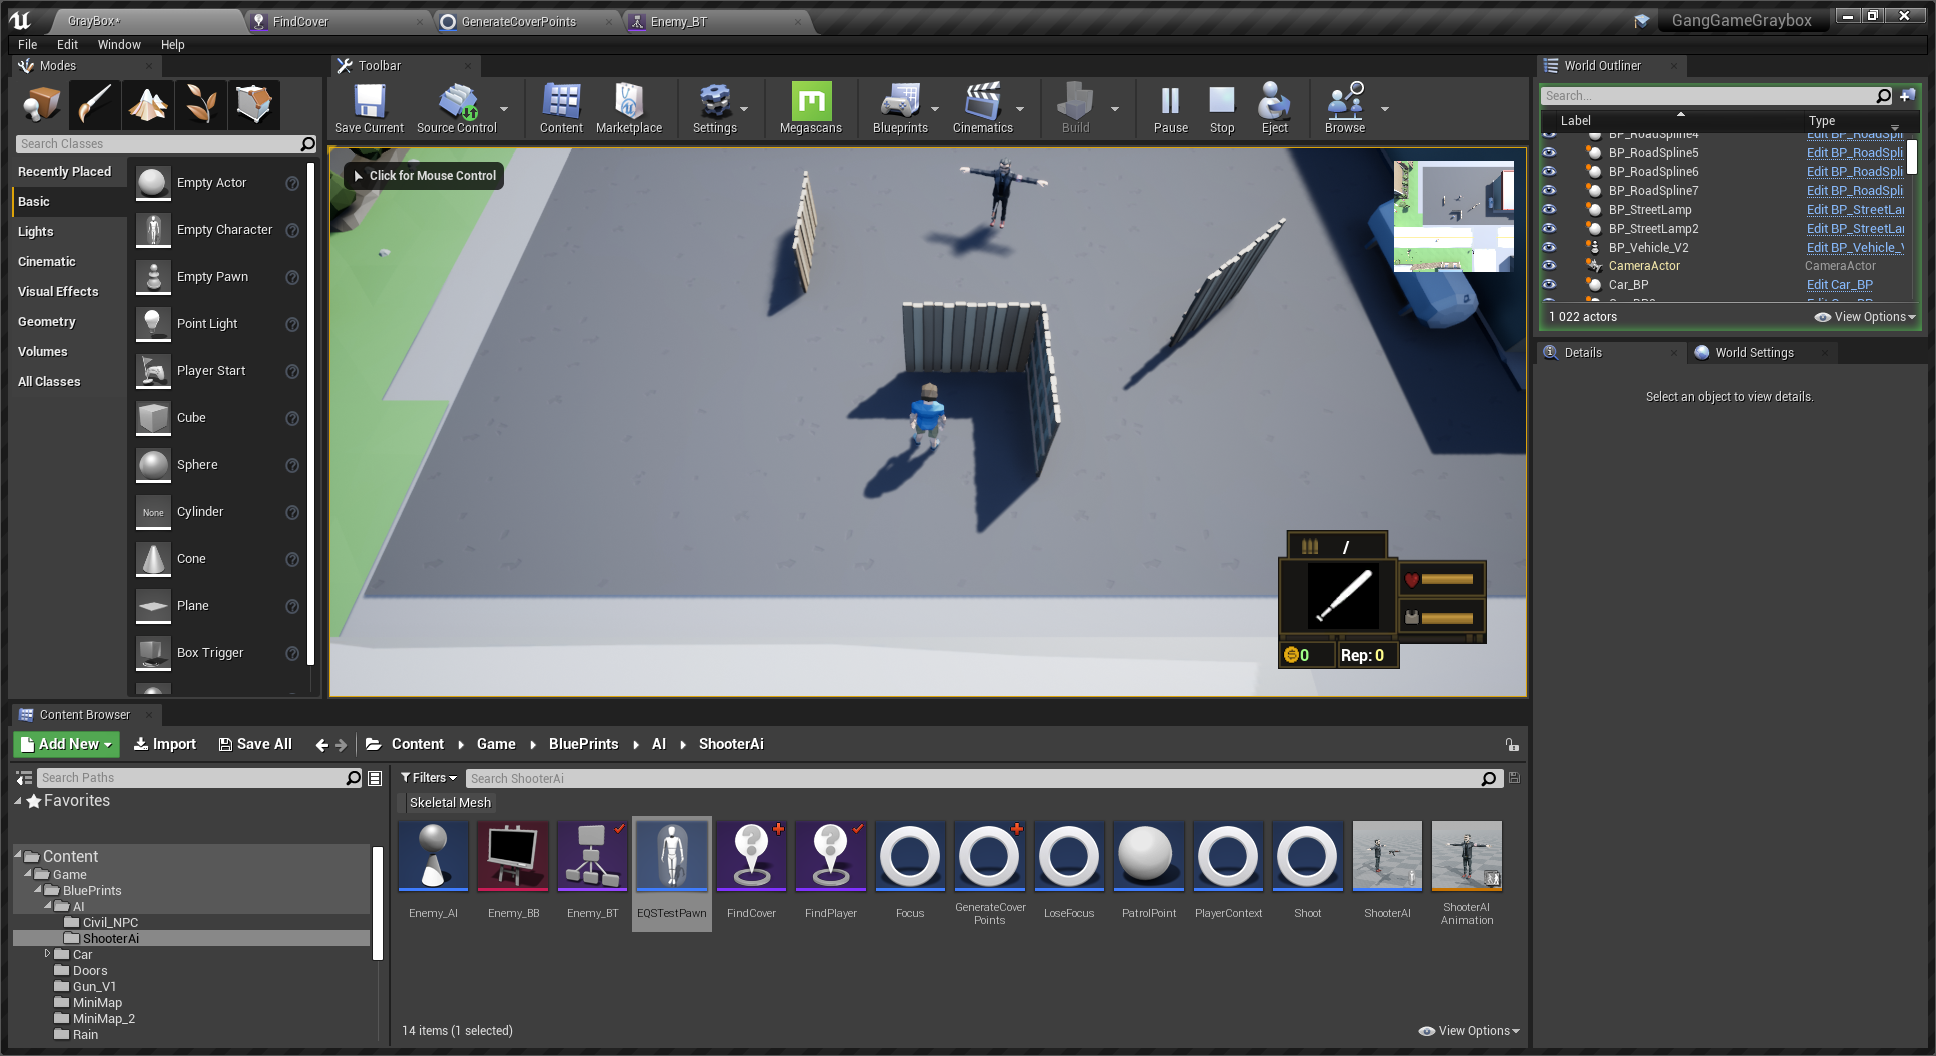 GrayBox*
FindCover
GenerateCoverPoints
Enemy_BT
GangGameGraybox
File Edit Window Help
Modes
Search Classes
Recently Placed
Basic
Lights
Cinematic
Visual Effects
Geometry
Volumes
All Classes
Empty Actor
Empty Character
Empty Pawn
Point Light
Player Start
Cube
Sphere
None
Cylinder
Cone
Plane
Box Trigger
Toolbar
Save Current
Source Control
Content
Marketplace
Settings
Megascans
Blueprints
Cinematics
Build
Pause
Stop
Eject
Browse
Click for Mouse Control
/
0
Rep: 0
World Outliner
Search...
Label Type
BP_RoadSpline4 Edit BP_RoadSpli
BP_RoadSpline5 Edit BP_RoadSpli
BP_RoadSpline6 Edit BP_RoadSpli
BP_RoadSpline7 Edit BP_RoadSpli
BP_StreetLamp Edit BP_StreetLar
BP_StreetLamp2 Edit BP_StreetLar
BP_Vehicle_V2 Edit BP_Vehicle_V
CameraActor CameraActor
Car_BP Edit Car_BP
1 022 actors
View Options
Details
World Settings
Select an object to view details.
Content Browser
Add New Import Save All Content Game BluePrints AI ShooterAi
Search Paths
Favorites
Content
Game
BluePrints
AI
Civil_NPC
ShooterAi
Car
Doors
Gun_V1
MiniMap
MiniMap_2
Rain
Filters
Search ShooterAi
Skeletal Mesh
Enemy_AI
Enemy_BB
Enemy_BT
EQSTestPawn
FindCover
FindPlayer
Focus
GenerateCover
Points
LoseFocus
PatrolPoint
PlayerContext
Shoot
ShooterAI
ShooterAI
Animation
14 items (1 selected)
View Options